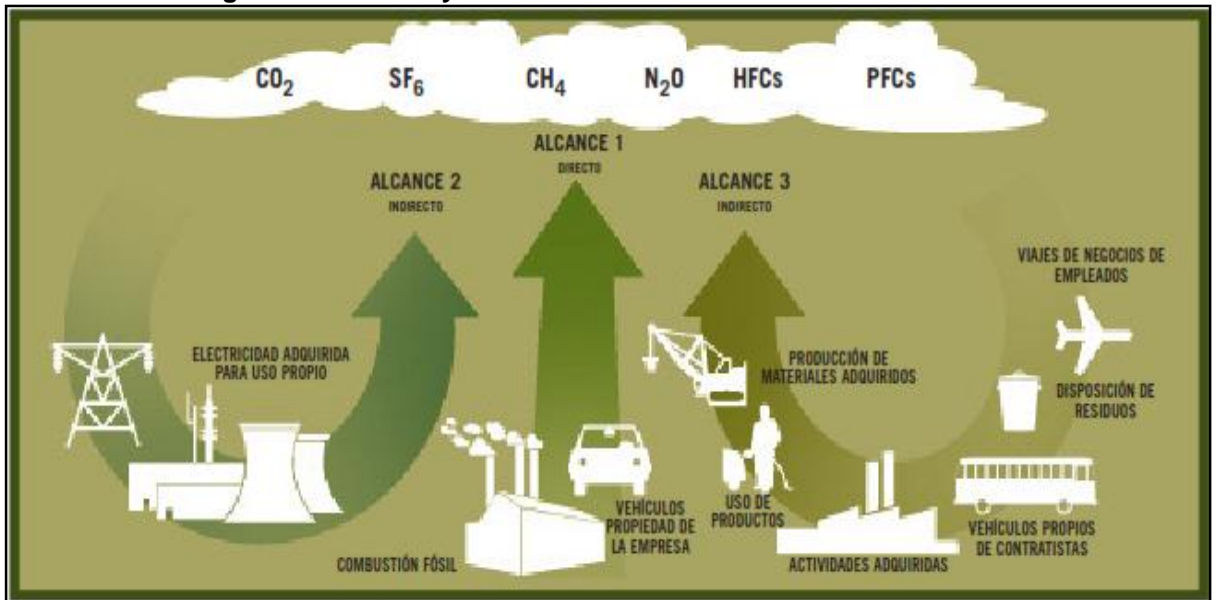 CO₂ SF₆ CH₄ N₂O HFCs PFCs
ALCANCE 1
DIRECTO
ALCANCE 2
INDIRECTO
ALCANCE 3
INDIRECTO
VIAJES DE NEGOCIOS DE
EMPLEADOS
ELECTRICIDAD ADQUIRIDA
PARA USO PROPIO
PRODUCCIÓN DE
MATERIALES ADQUIRIDOS
DISPOSICIÓN DE
RESIDUOS
COMBUSTIÓN FÓSIL
VEHÍCULOS
PROPIEDAD DE
LA EMPRESA
USO DE
PRODUCTOS
ACTIVIDADES ADQUIRIDAS
VEHÍCULOS PROPIOS
DE CONTRATISTAS